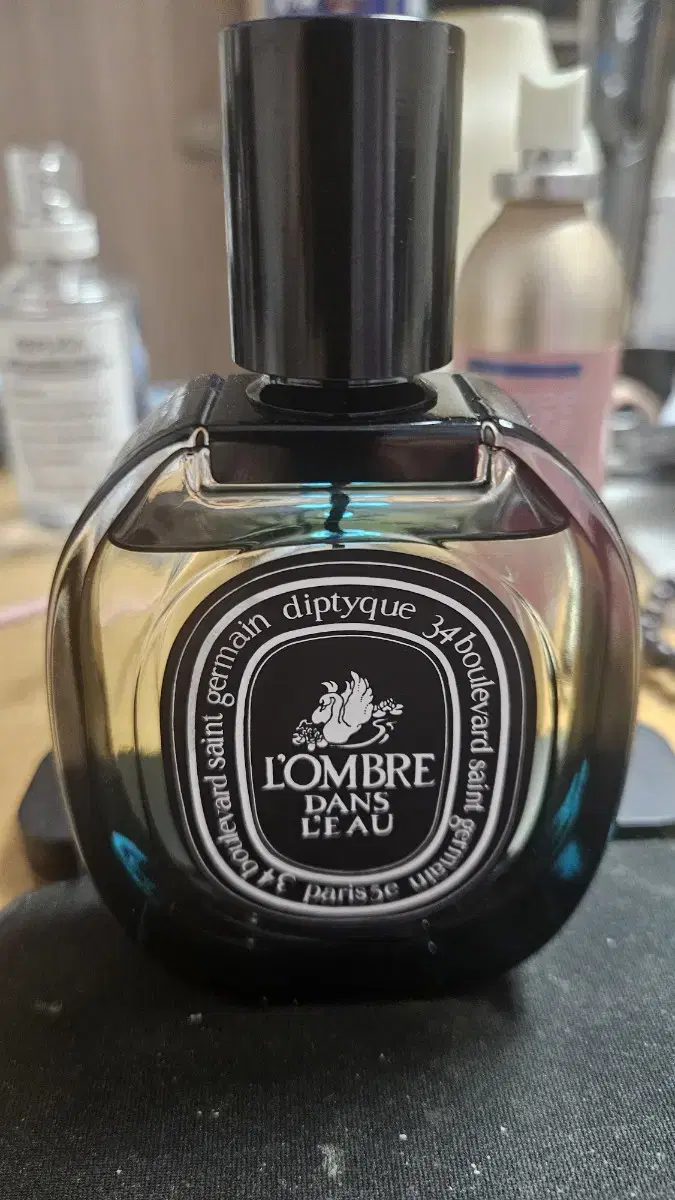 diptyque 34 boulevard saint germain paris 5e 34 boulevard saint germain
L'OMBRE
DANS
L'EAU